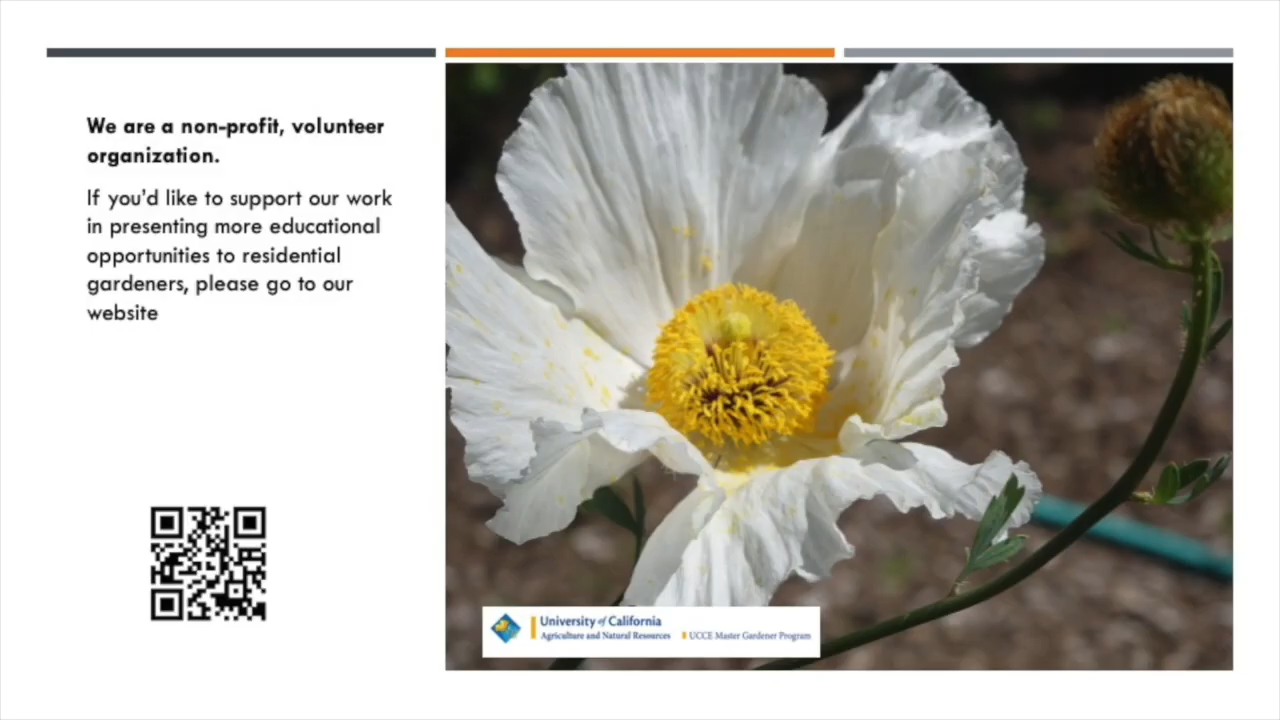 We are a non-profit, volunteer
organization.
If you’d like to support our work
in presenting more educational
opportunities to residential
gardeners, please go to our
website
University of California
Agriculture and Natural Resources
UCCE Master Gardener Program